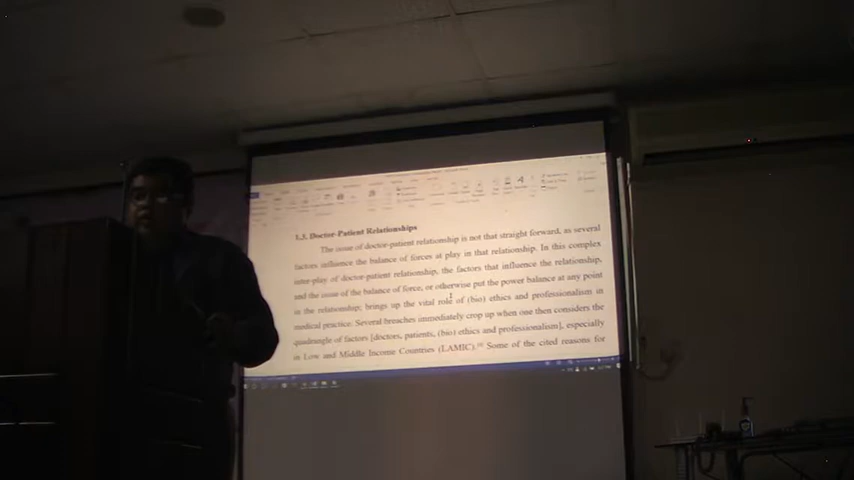 1.3. Doctor-Patient Relationships
The issue of doctor-patient relationship is not that straight forward, as several
factors influence the balance of forces at play in that relationship. In this complex
inter-play of doctor-patient relationship, the factors that influence the relationship,
and the issue of the balance of force, or otherwise put the power balance at any point
in the relationship; brings up the vital role of (bio) ethics and professionalism in
medical practice. Several breaches immediately crop up when one then considers the
quadrangle of factors [doctors, patients, (bio) ethics and professionalism], especially
in Low and Middle Income Countries (LAMIC). Some of the cited reasons for